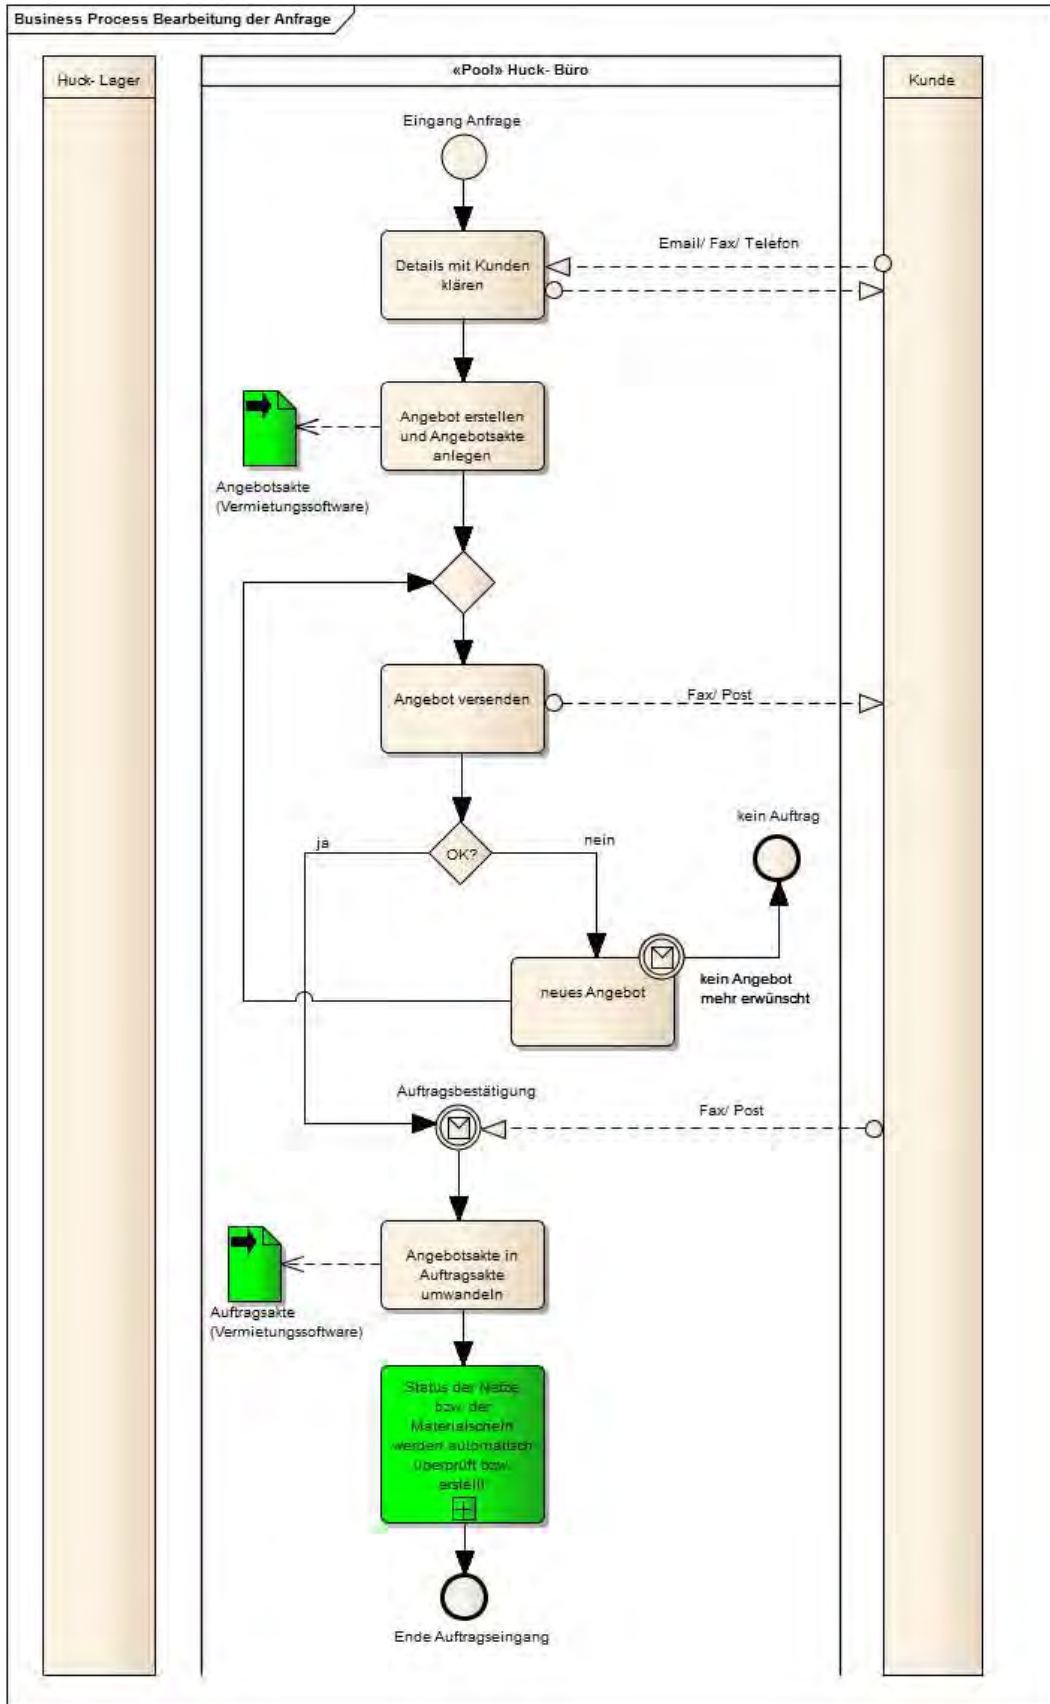 Business Process Bearbeitung der Anfrage
Huck- Lager
«Pool» Huck- Büro
Kunde
Eingang Anfrage
Details mit Kunden
klären
Email/ Fax/ Telefon
Angebot erstellen
und Angebotsakte
anlegen
Angebotsakte
(Vermietungssoftware)
Angebot versenden
Fax/ Post
OK?
ja
nein
kein Auftrag
neues Angebot
kein Angebot
mehr erwünscht
Auftragsbestätigung
Fax/ Post
Angebotsakte in
Auftragsakte
umwandeln
Auftragsakte
(Vermietungssoftware)
Status der Netze
bzw. der
Materialschein
werden automatisch
überprüft bzw.
erstellt
Ende Auftragseingang